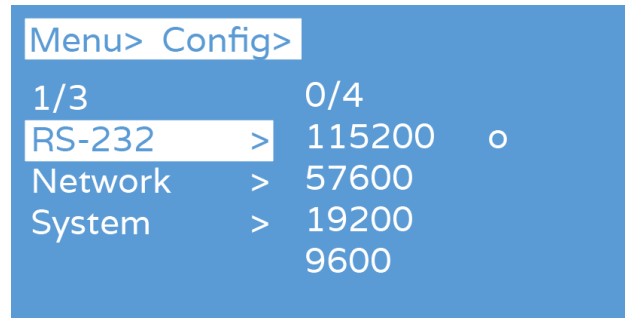 Menu> Config>
1/3 0/4
RS-232 > 115200 o
Network > 57600
System > 19200
9600